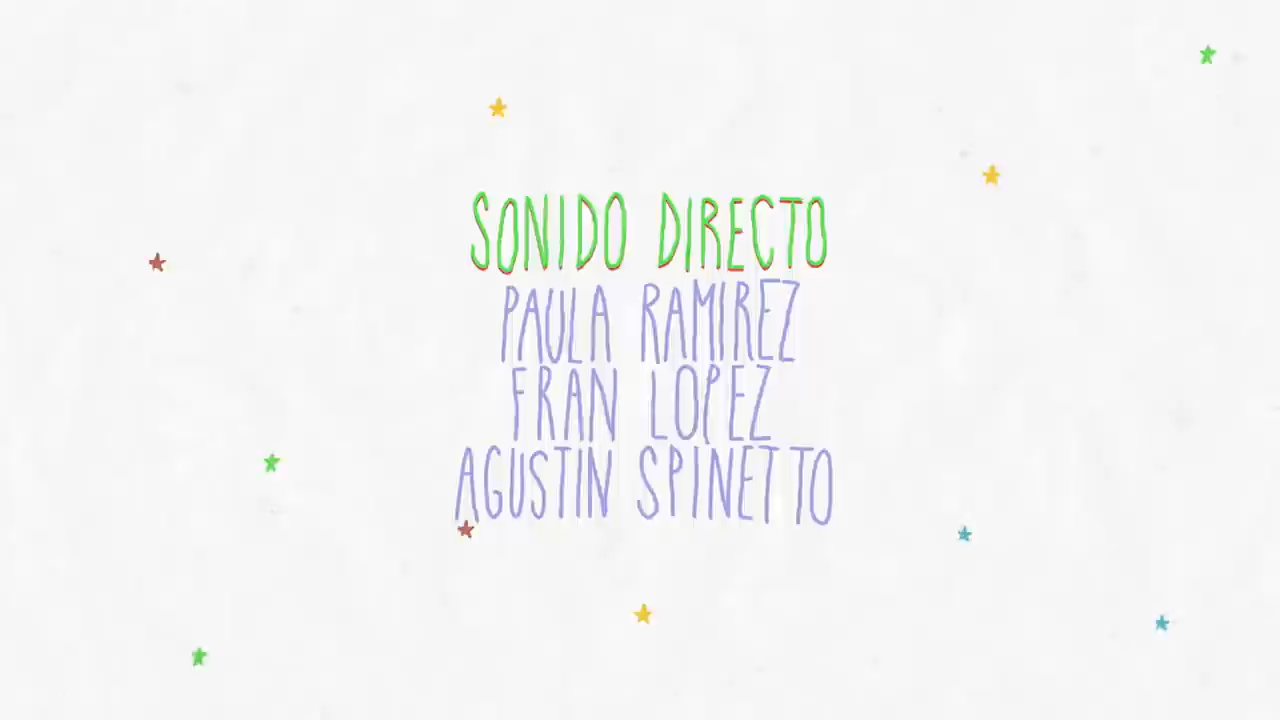 SONIDO DIRECTO
PAULA RAMIREZ
FRAN LOPEZ
AGUSTIN SPINETTO